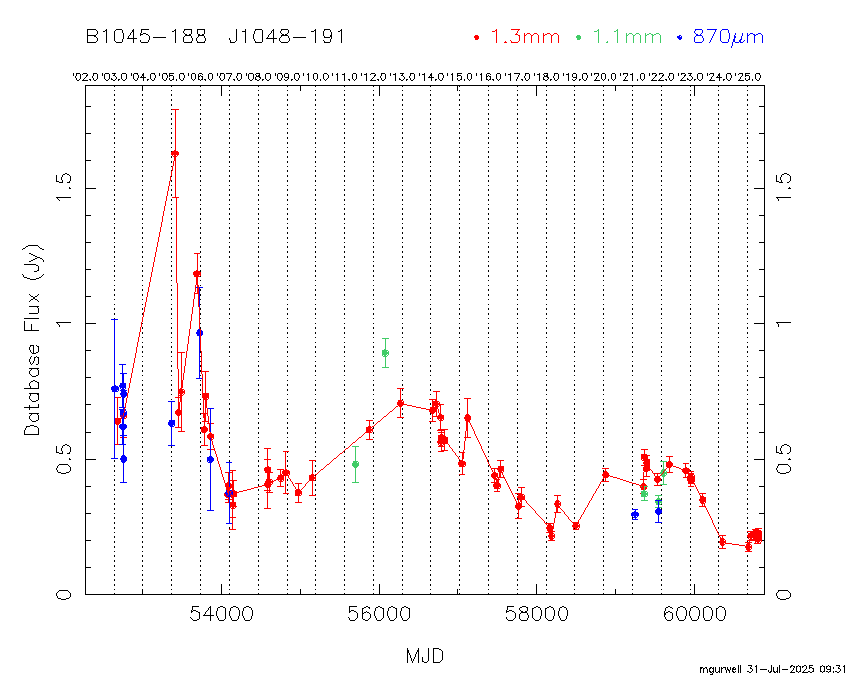 B1045-188  J1048-191
1.3mm  1.1mm  870μm
'02.0 '03.0 '04.0 '05.0 '06.0 '07.0 '08.0 '09.0 '10.0 '11.0 '12.0 '13.0 '14.0 '15.0 '16.0 '17.0 '18.0 '19.0 '20.0 '21.0 '22.0 '23.0 '24.0 '25.0
1.5 1.5
1 1
Database Flux (Jy)
0.5 0.5
0 0
54000 56000 58000 60000
MJD
mgurwell 31-Jul-2025 09:31